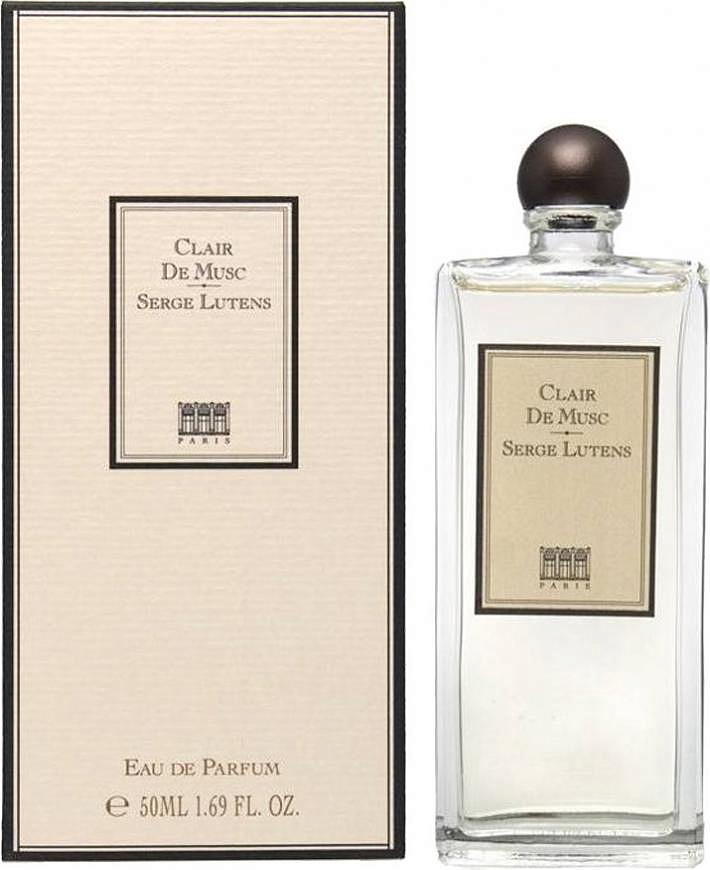 CLAIR
DE MUSC
SERGE LUTENS
PARIS
EAU DE PARFUM
℮ 50ML 1.69 FL. OZ.
CLAIR
DE MUSC
SERGE LUTENS
PARIS